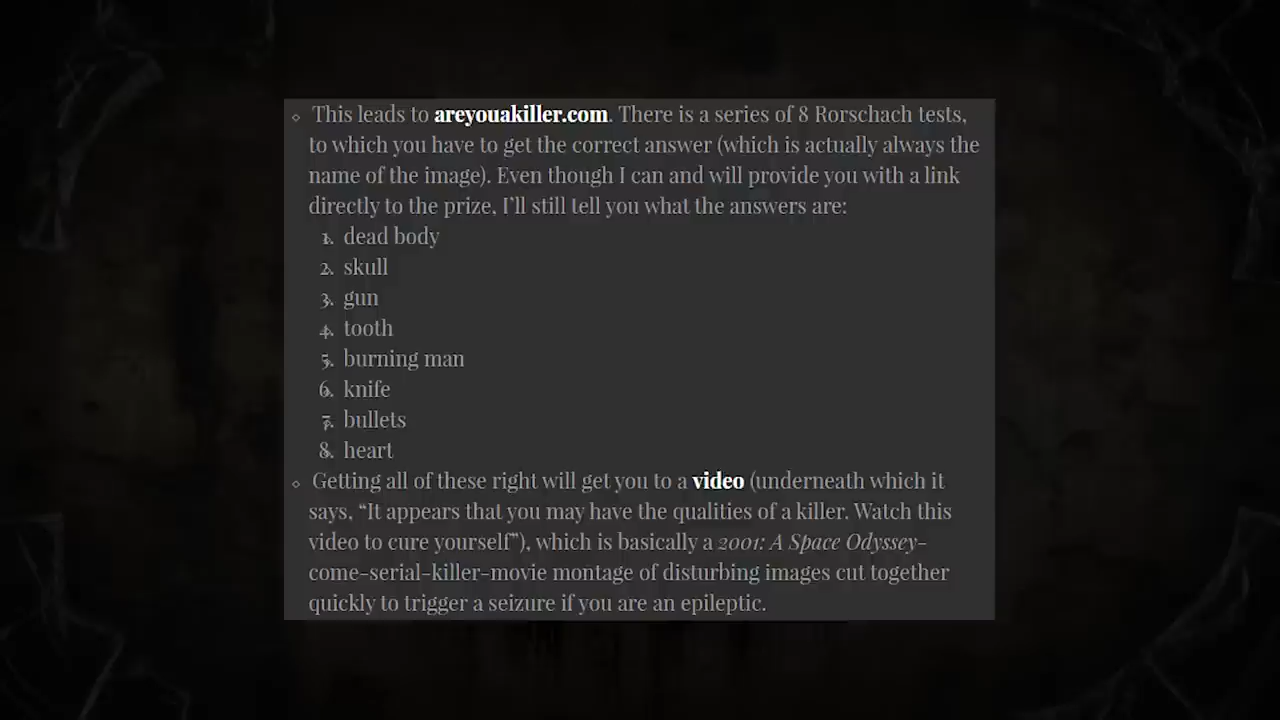 ⋄ This leads to areyouakiller.com. There is a series of 8 Rorschach tests,
to which you have to get the correct answer (which is actually always the
name of the image). Even though I can and will provide you with a link
directly to the prize, I'll still tell you what the answers are:
1. dead body
2. skull
3. gun
4. tooth
5. burning man
6. knife
7. bullets
8. heart
⋄ Getting all of these right will get you to a video (underneath which it
says, “It appears that you may have the qualities of a killer. Watch this
video to cure yourself”), which is basically a 2001: A Space Odyssey-
come-serial-killer-movie montage of disturbing images cut together
quickly to trigger a seizure if you are an epileptic.